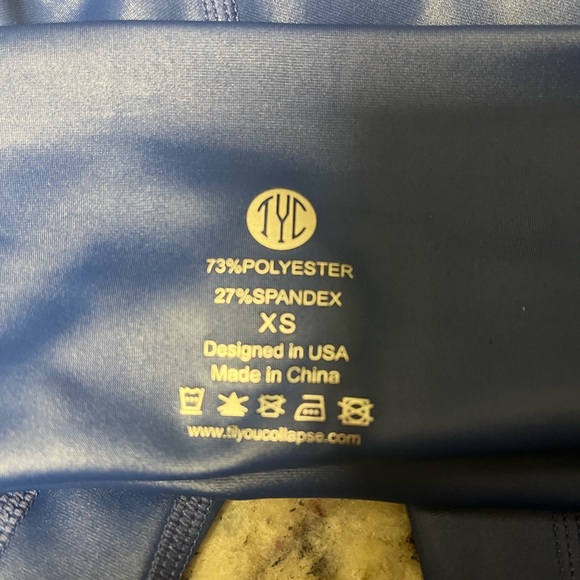 TYC
73%POLYESTER
27%SPANDEX
XS
Designed in USA
Made in China
www.tilyoucollapse.com